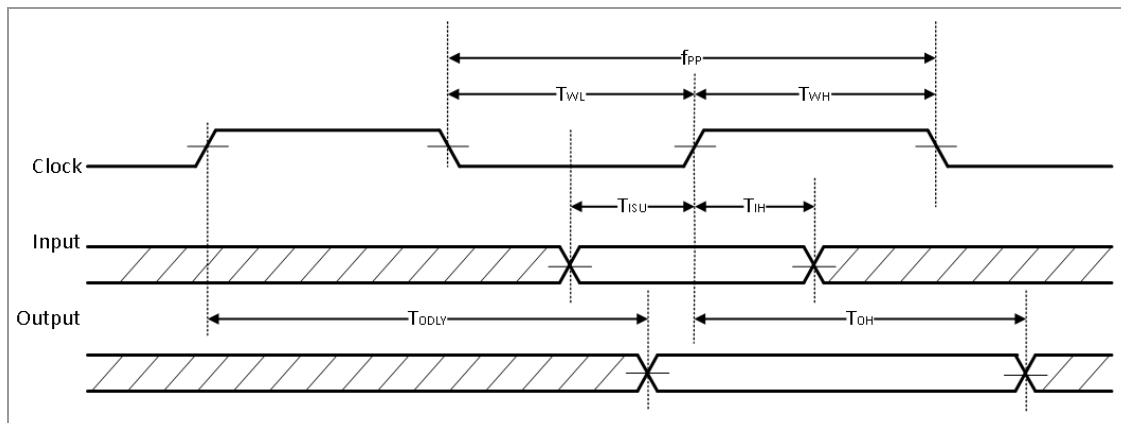 fPP
TWL
TWH
Clock
TISU
TIH
Input
TODLY
TOH
Output